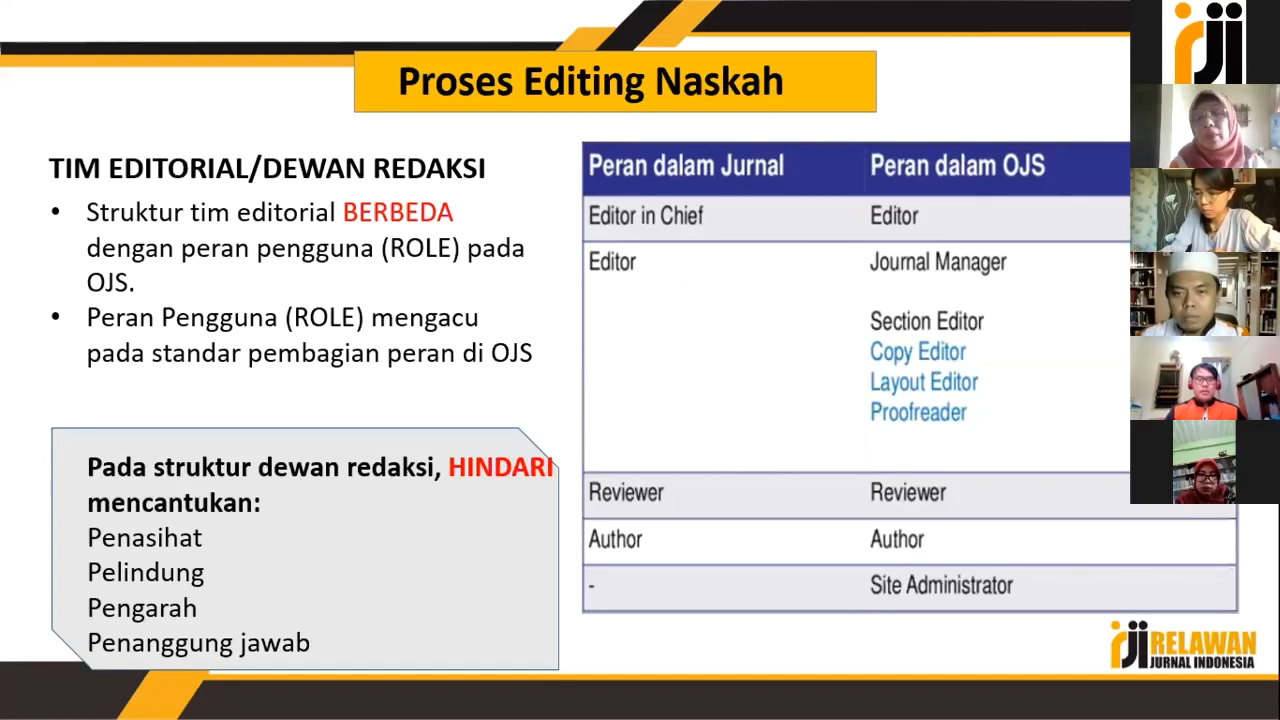 Proses Editing Naskah
TIM EDITORIAL/DEWAN REDAKSI
• Struktur tim editorial BERBEDA
dengan peran pengguna (ROLE) pada
OJS.
• Peran Pengguna (ROLE) mengacu
pada standar pembagian peran di OJS
Pada struktur dewan redaksi, HINDARI
mencantukan:
Penasihat
Pelindung
Pengarah
Penanggung jawab
Peran dalam Jurnal Peran dalam OJS
Editor in Chief Editor
Editor Journal Manager
Section Editor
Copy Editor
Layout Editor
Proofreader
Reviewer Reviewer
Author Author
- Site Administrator
rji
rji RELAWAN
JURNAL INDONESIA